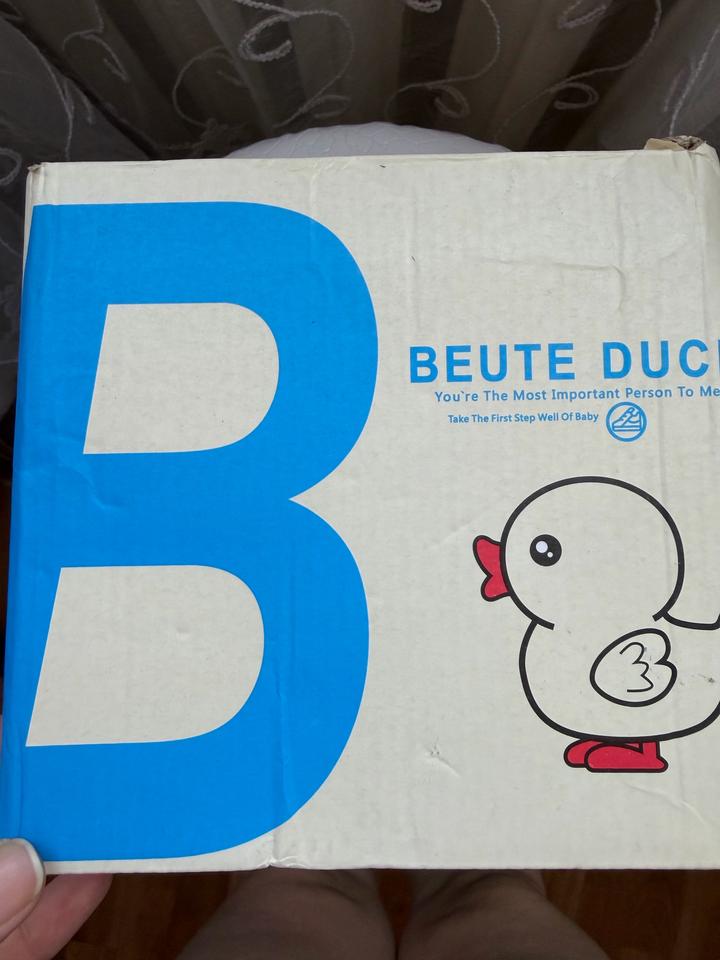 B
BEUTE DUC
You`re The Most Important Person To Me
Take The First Step Well Of Baby